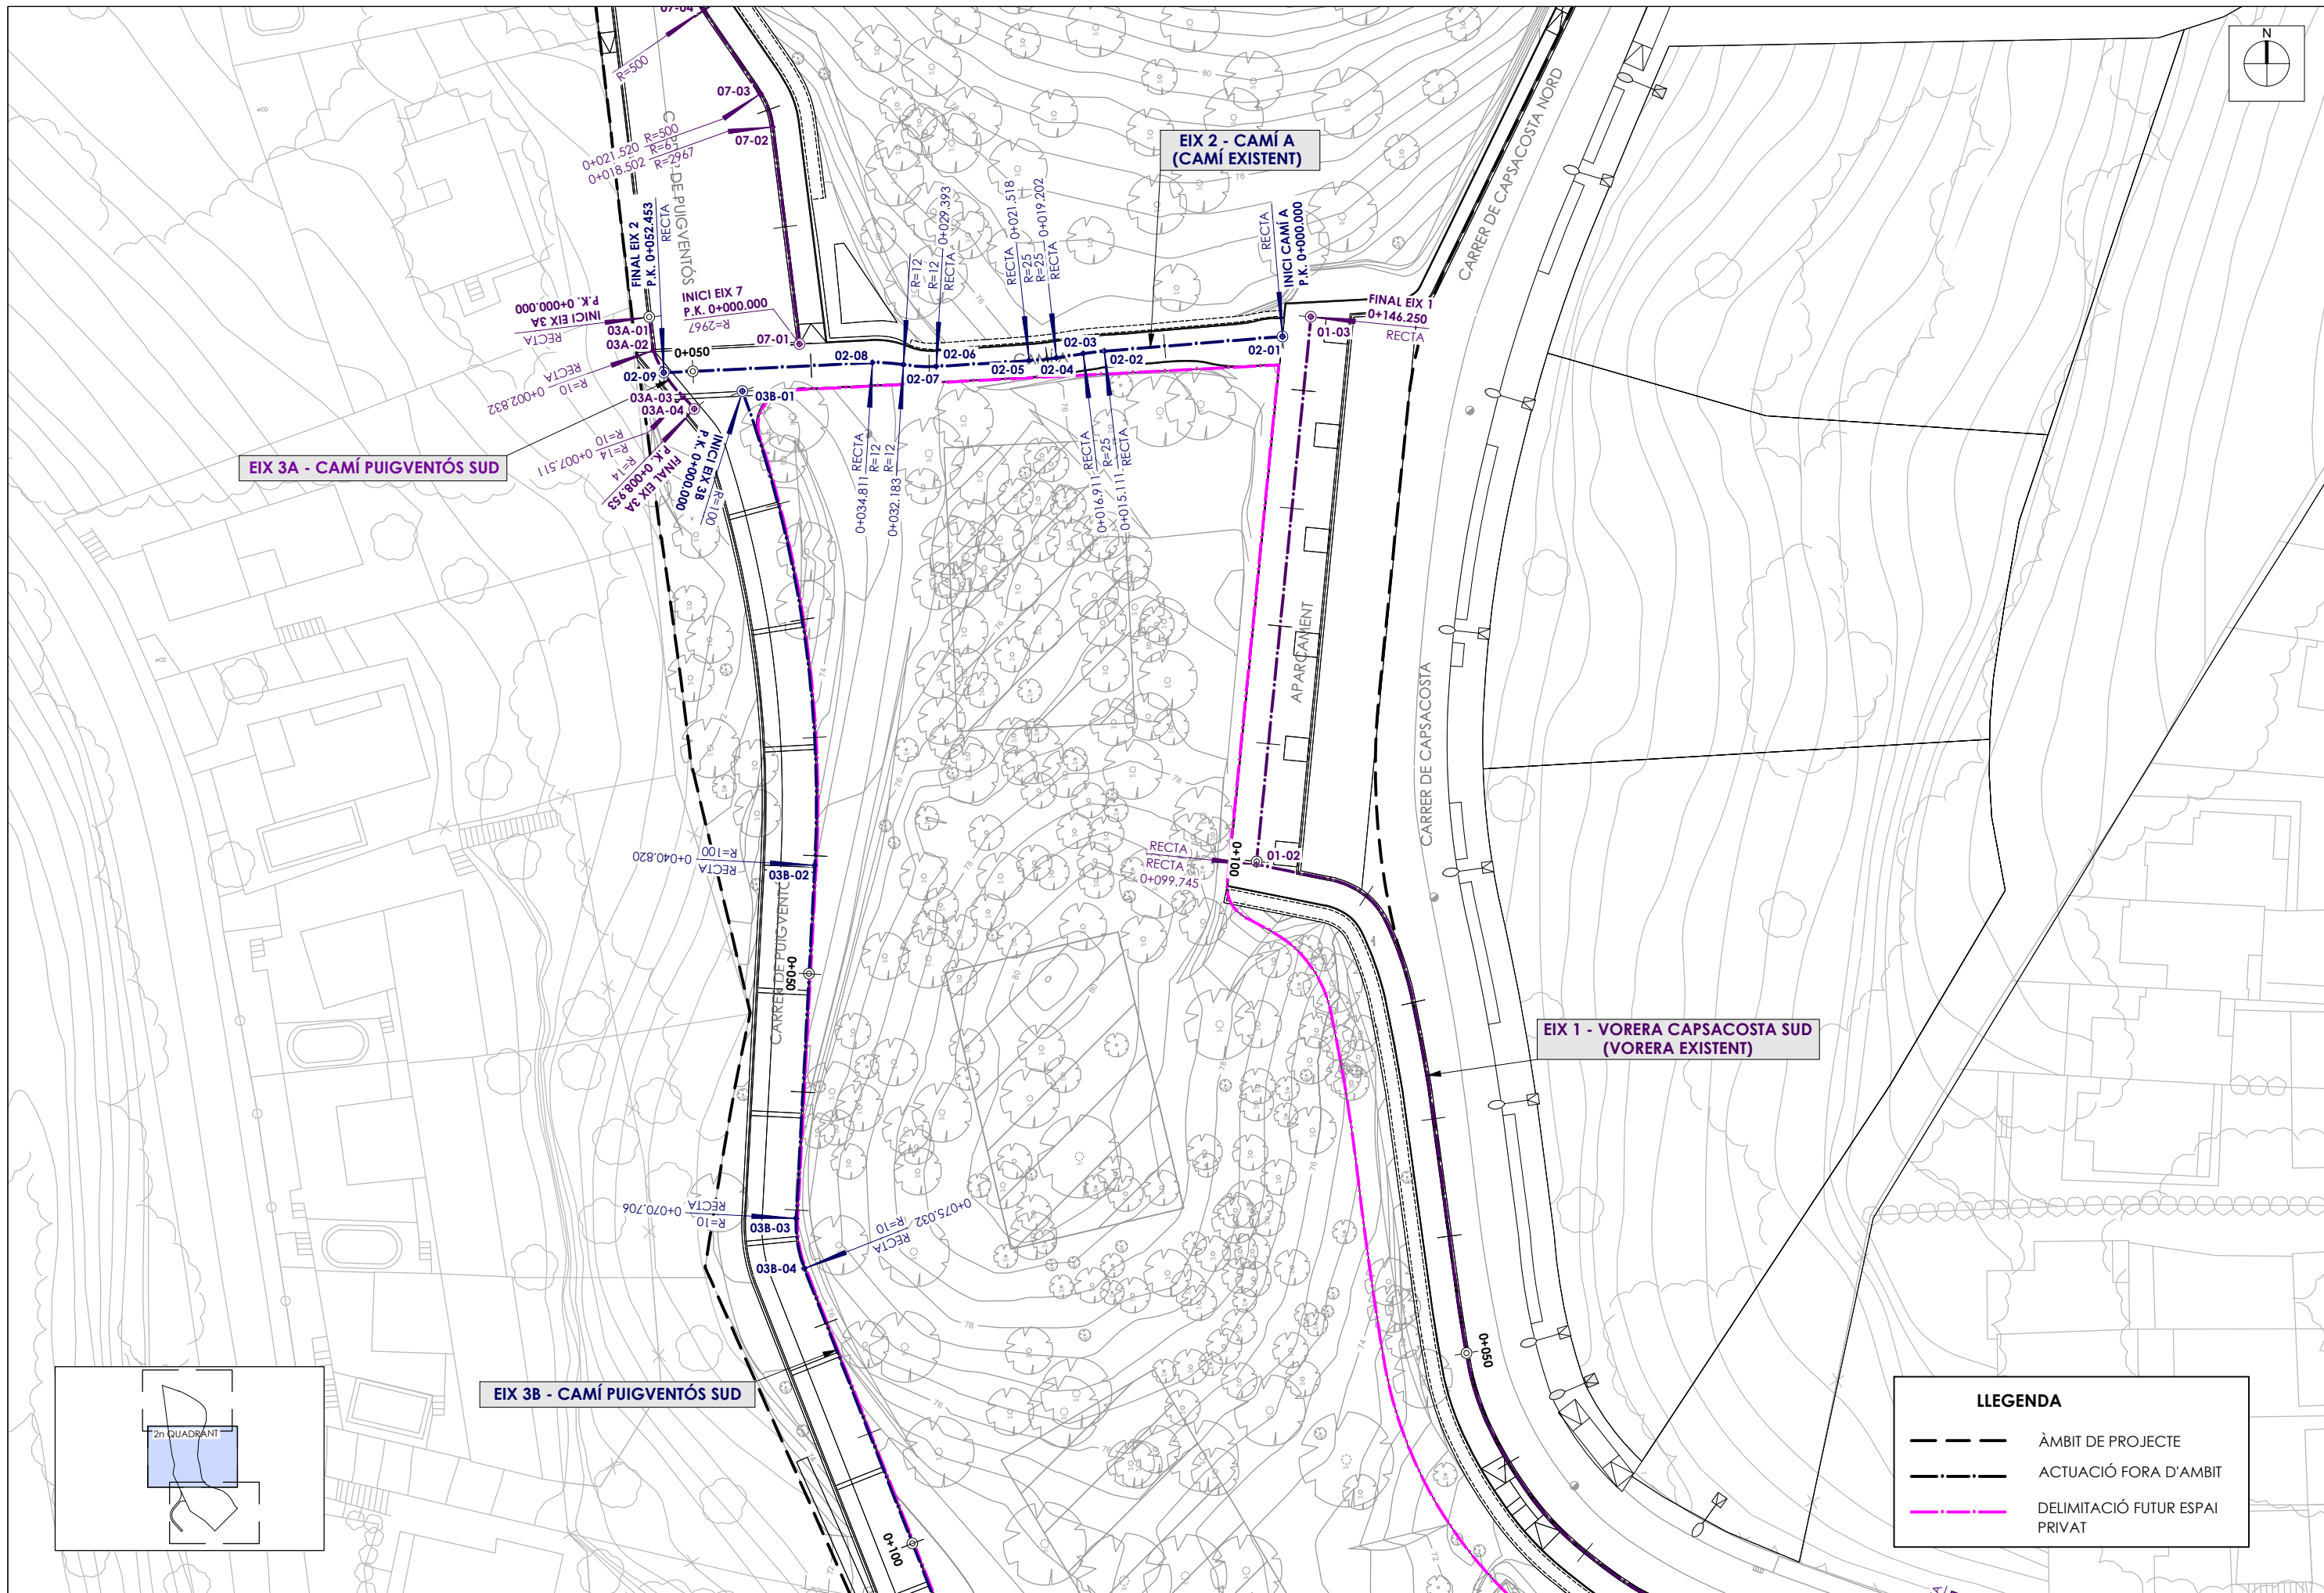 07-04
R=500
07-03
0+021.520 R=500
R=6
0+018.502 R=2967
07-02
N
CARRER DE CAPSACOSTA NORD
EIX 2 - CAMÍ A
(CAMÍ EXISTENT)
DE PUIGVENTÓS
FINAL EIX 2
P.K. 0+052.453
RECTA
R=12
R=12
0+029.393
RECTA
0+021.518
RECTA
R=25
R=25
0+019.202
RECTA
RECTA
INICI CAMÍ A
P.K. 0+000.000
INICI EIX 3A
P.K. 0+000.000
RECTA
INICI EIX 7
P.K. 0+000.000
R=2967
FINAL EIX 1
0+146.250
RECTA
03A-01
03A-02
07-01
0+050
02-08
02-06
02-03
02-02
02-01
01-03
02-09
02-07
02-05
02-04
CAMÍ A
RECTA
R=10
0+002.832
03A-03
03A-04
03B-01
R=10
R=14
0+007.511
R=14
FINAL EIX 3A
P.K. 0+008.953
INICI EIX 3B
P.K. 0+000.000
R=100
0+034.811 RECTA
R=12
0+032.183 R=12
RECTA
0+016.911
R=25
0+015.111
RECTA
EIX 3A - CAMÍ PUIGVENTÓS SUD
APARCAMENT
CARRER DE CAPSACOSTA
R=100
0+040.820
RECTA
03B-02
RECTA
RECTA
0+099.745
0+100
01-02
CARRER DE PUIGVENTÓS
0+050
EIX 1 - VORERA CAPSACOSTA SUD
(VORERA EXISTENT)
RECTA
0+070.706
R=10
03B-03
0+075.032
R=10
RECTA
03B-04
0+050
EIX 3B - CAMÍ PUIGVENTÓS SUD
0+100
2n QUADRANT
LLEGENDA
ÀMBIT DE PROJECTE
ACTUACIÓ FORA D'AMBIT
DELIMITACIÓ FUTUR ESPAI
PRIVAT